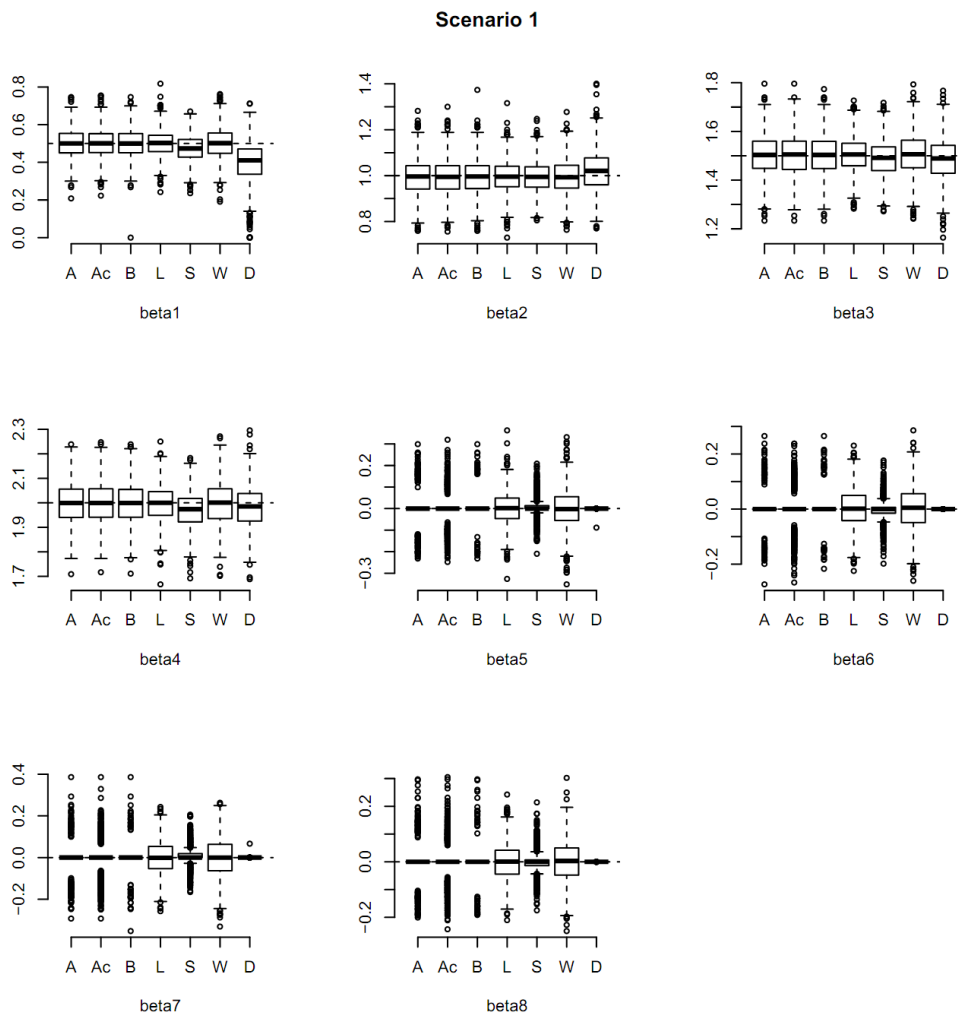 Scenario 1
0.0 0.2 0.4 0.6 0.8
A Ac B L S W D
beta1
0.8 1.0 1.2 1.4
A Ac B L S W D
beta2
1.2 1.4 1.6 1.8
A Ac B L S W D
beta3
1.7 1.9 2.1 2.3
A Ac B L S W D
beta4
−0.3 0.0 0.2
A Ac B L S W D
beta5
−0.2 0.0 0.2
A Ac B L S W D
beta6
−0.2 0.0 0.2 0.4
A Ac B L S W D
beta7
−0.2 0.0 0.2
A Ac B L S W D
beta8